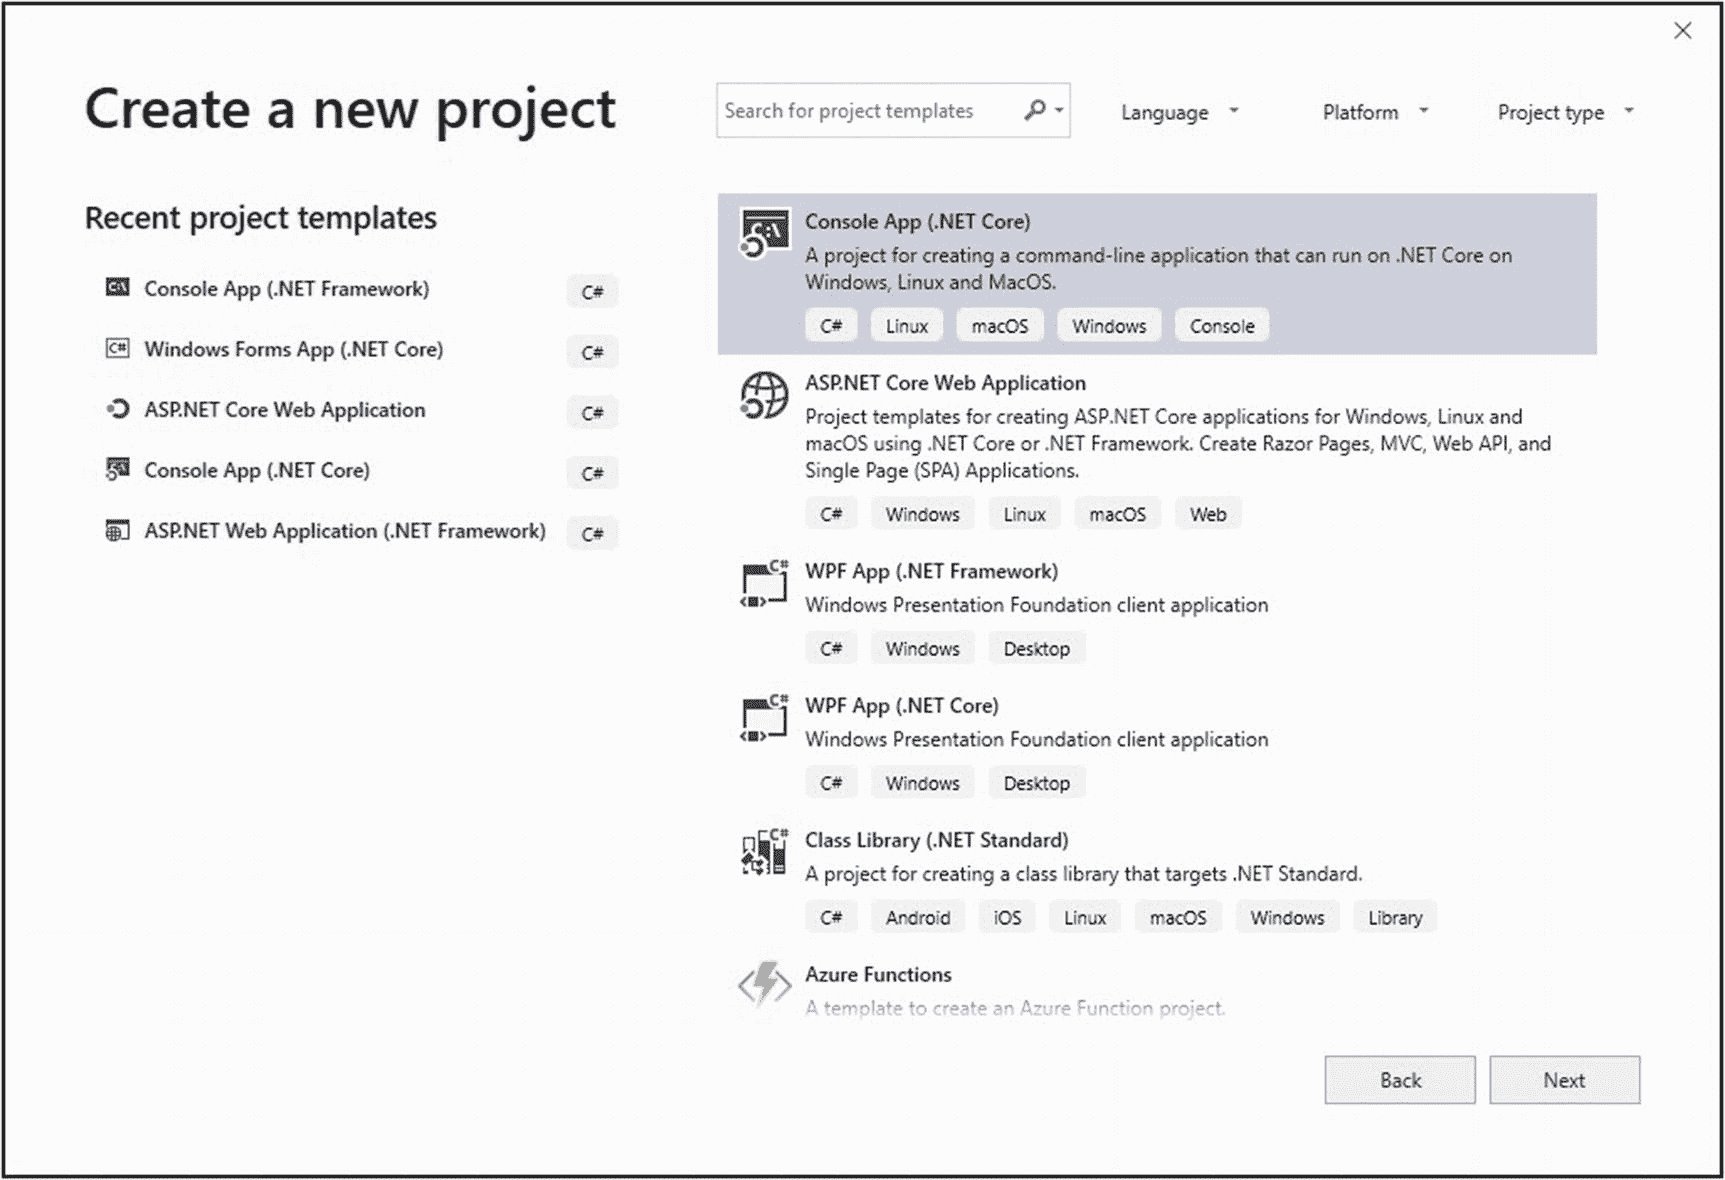 Create a new project
Search for project templates
Language
Platform
Project type
Recent project templates
Console App (.NET Framework) C#
Windows Forms App (.NET Core) C#
ASP.NET Core Web Application C#
Console App (.NET Core) C#
ASP.NET Web Application (.NET Framework) C#
Console App (.NET Core)
A project for creating a command-line application that can run on .NET Core on
Windows, Linux and MacOS.
C# Linux macOS Windows Console
ASP.NET Core Web Application
Project templates for creating ASP.NET Core applications for Windows, Linux and
macOS using .NET Core or .NET Framework. Create Razor Pages, MVC, Web API, and
Single Page (SPA) Applications.
C# Windows Linux macOS Web
C#
WPF App (.NET Framework)
Windows Presentation Foundation client application
C# Windows Desktop
C#
WPF App (.NET Core)
Windows Presentation Foundation client application
C# Windows Desktop
C#
Class Library (.NET Standard)
A project for creating a class library that targets .NET Standard.
C# Android iOS Linux macOS Windows Library
Azure Functions
A template to create an Azure Function project.
Back
Next